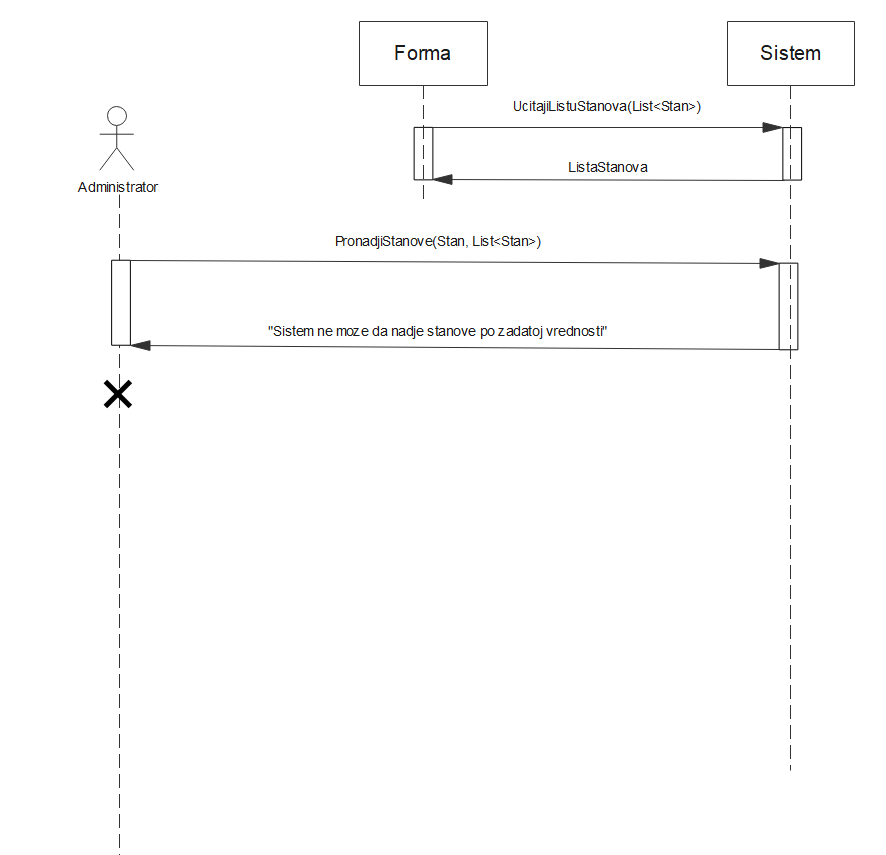 Forma
Sistem
UcitajiListuStanova(List<Stan>)
ListaStanova
Administrator
PronadjiStanove(Stan, List<Stan>)
"Sistem ne moze da nadje stanove po zadatoj vrednosti"